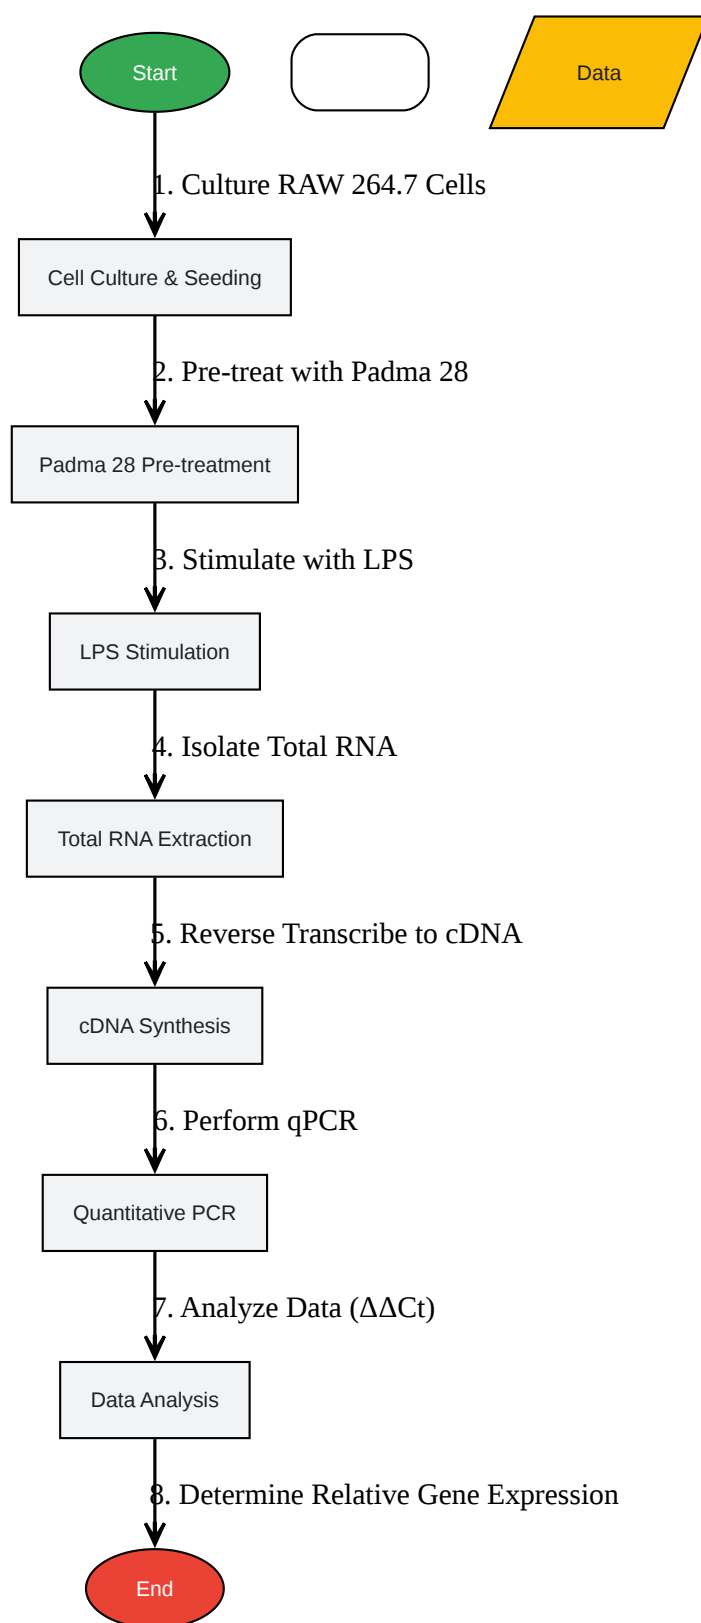 Start
Data
1. Culture RAW 264.7 Cells
Cell Culture & Seeding
2. Pre-treat with Padma 28
Padma 28 Pre-treatment
3. Stimulate with LPS
LPS Stimulation
4. Isolate Total RNA
Total RNA Extraction
5. Reverse Transcribe to cDNA
cDNA Synthesis
6. Perform qPCR
Quantitative PCR
7. Analyze Data (ΔΔCt)
Data Analysis
8. Determine Relative Gene Expression
End